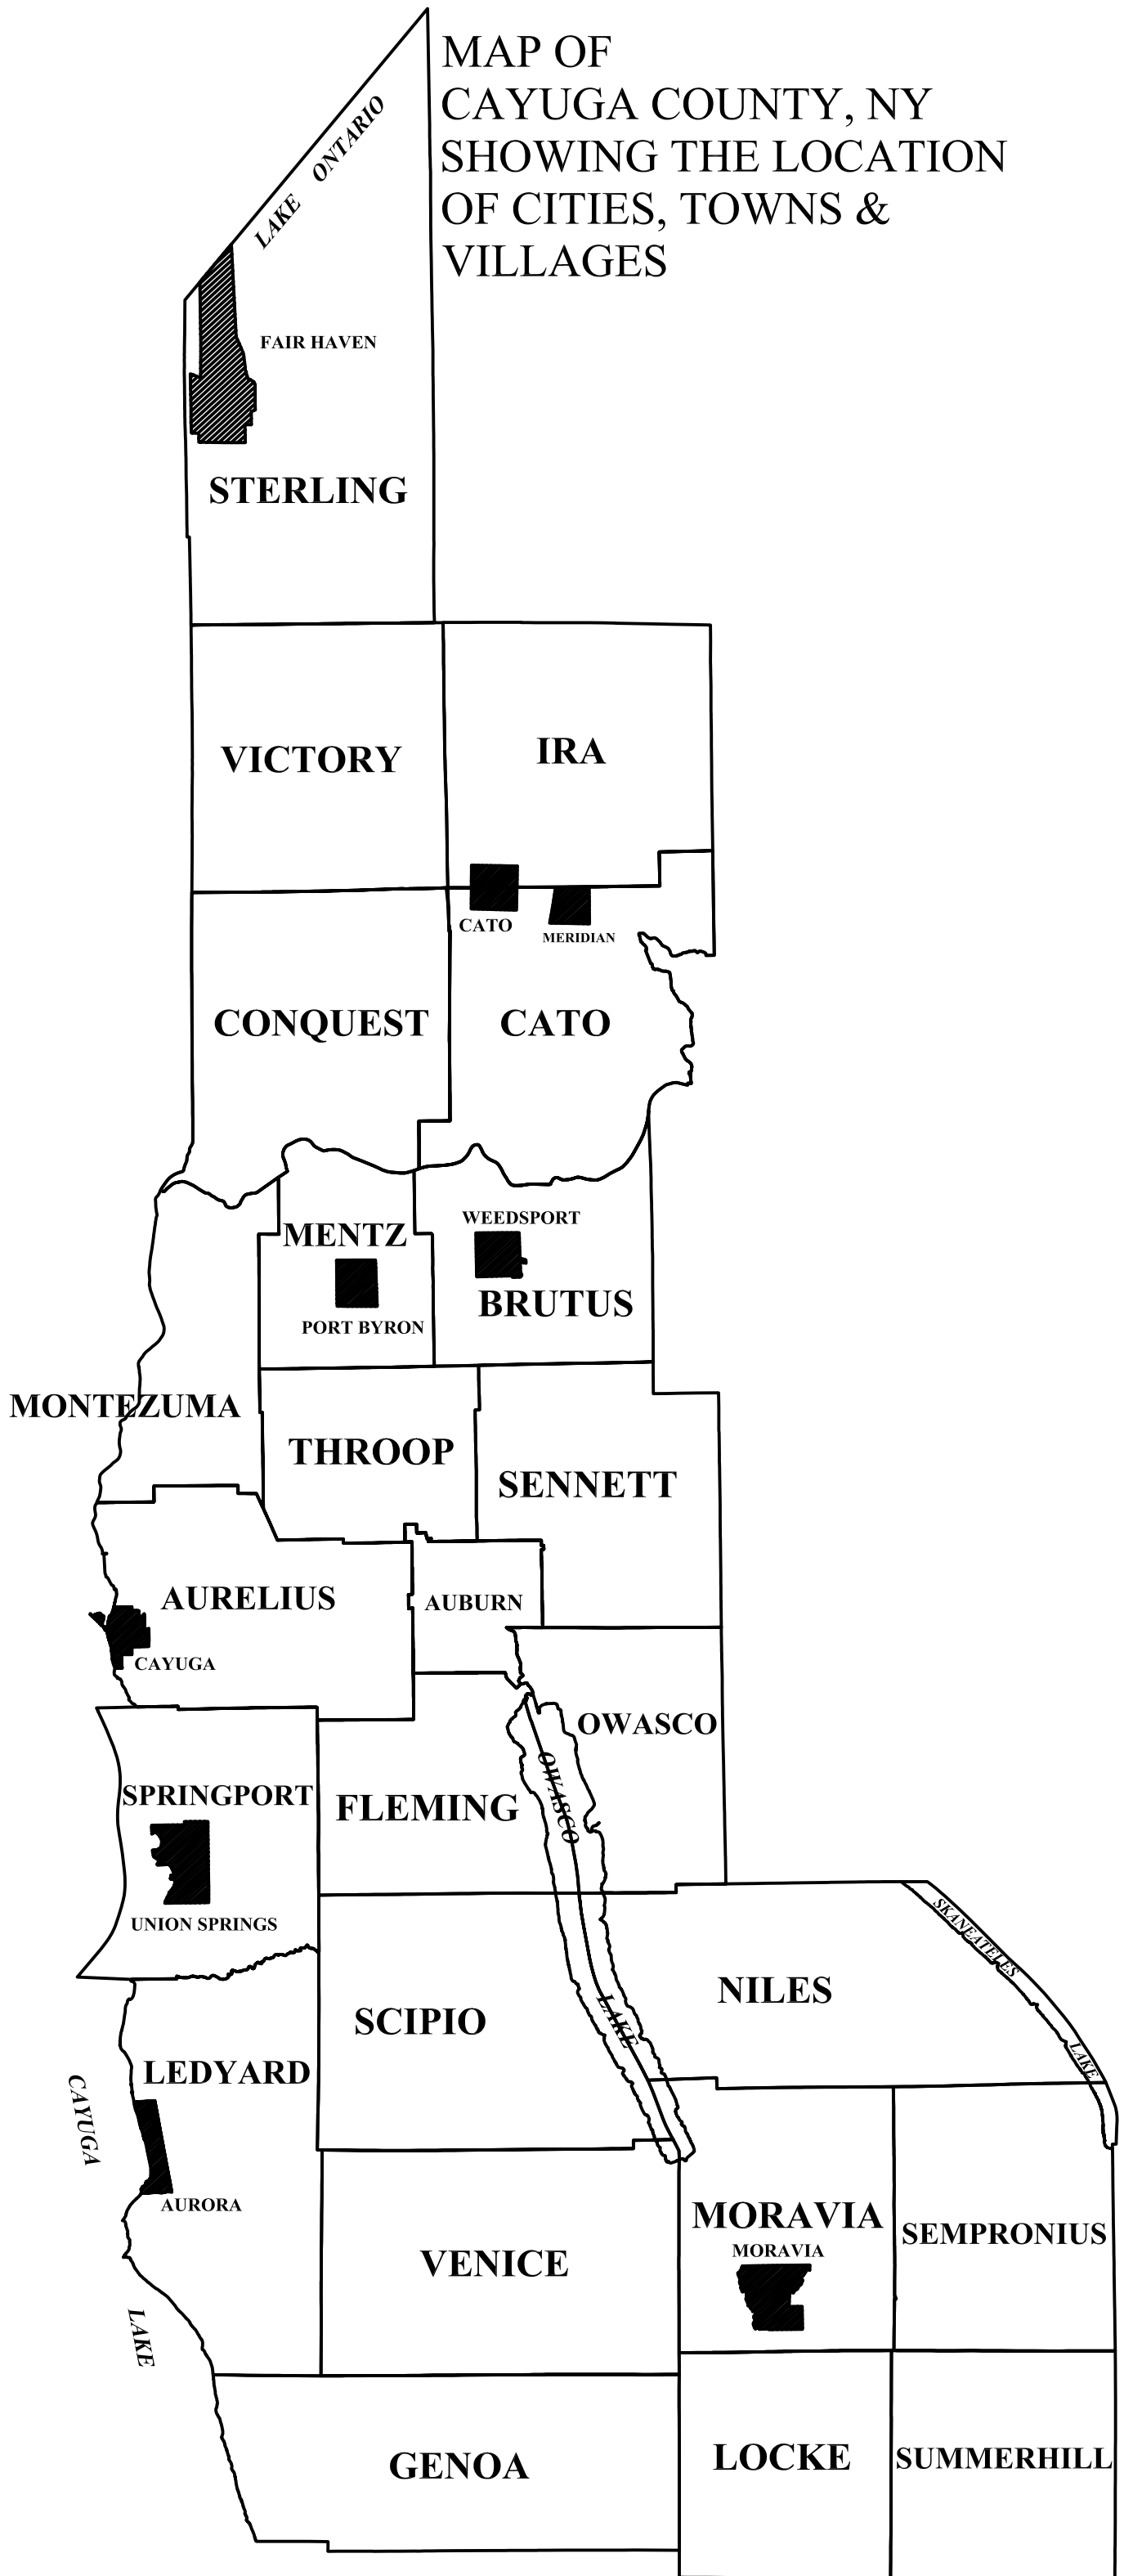 MAP OF
CAYUGA COUNTY, NY
SHOWING THE LOCATION
OF CITIES, TOWNS &
VILLAGES
LAKE ONTARIO
FAIR HAVEN
STERLING
VICTORY
IRA
CATO
MERIDIAN
CONQUEST
CATO
MENTZ
WEEDSPORT
BRUTUS
PORT BYRON
MONTEZUMA
THROOP
SENNETT
AURELIUS
AUBURN
CAYUGA
OWASCO
SPRINGPORT
FLEMING
OWASCO
LAKE
UNION SPRINGS
SKANEATELES
LAKE
NILES
SCIPIO
LEDYARD
CAYUGA
LAKE
AURORA
MORAVIA
MORAVIA
SEMPRONIUS
VENICE
GENOA
LOCKE
SUMMERHILL